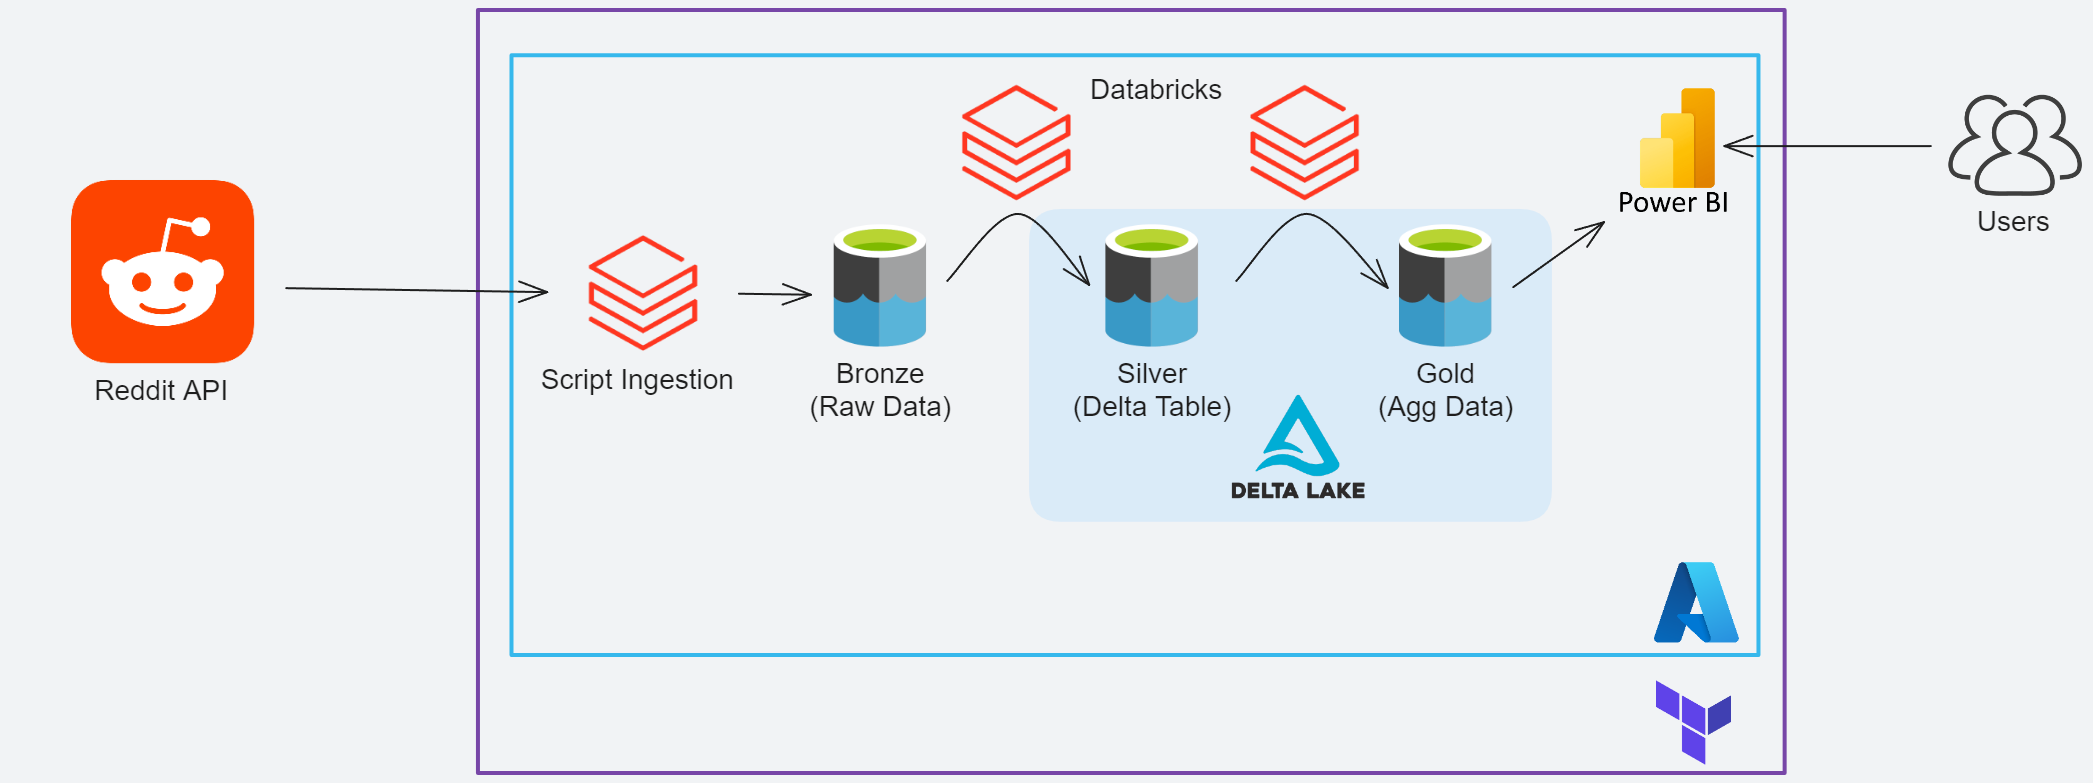 Databricks
Power BI
Users
Reddit API
Script Ingestion
Bronze
(Raw Data)
Silver
(Delta Table)
Gold
(Agg Data)
DELTA LAKE